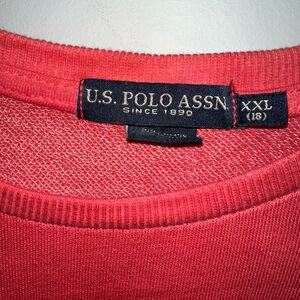 U.S. POLO ASSN.
SINCE 1890
XXL
(18)